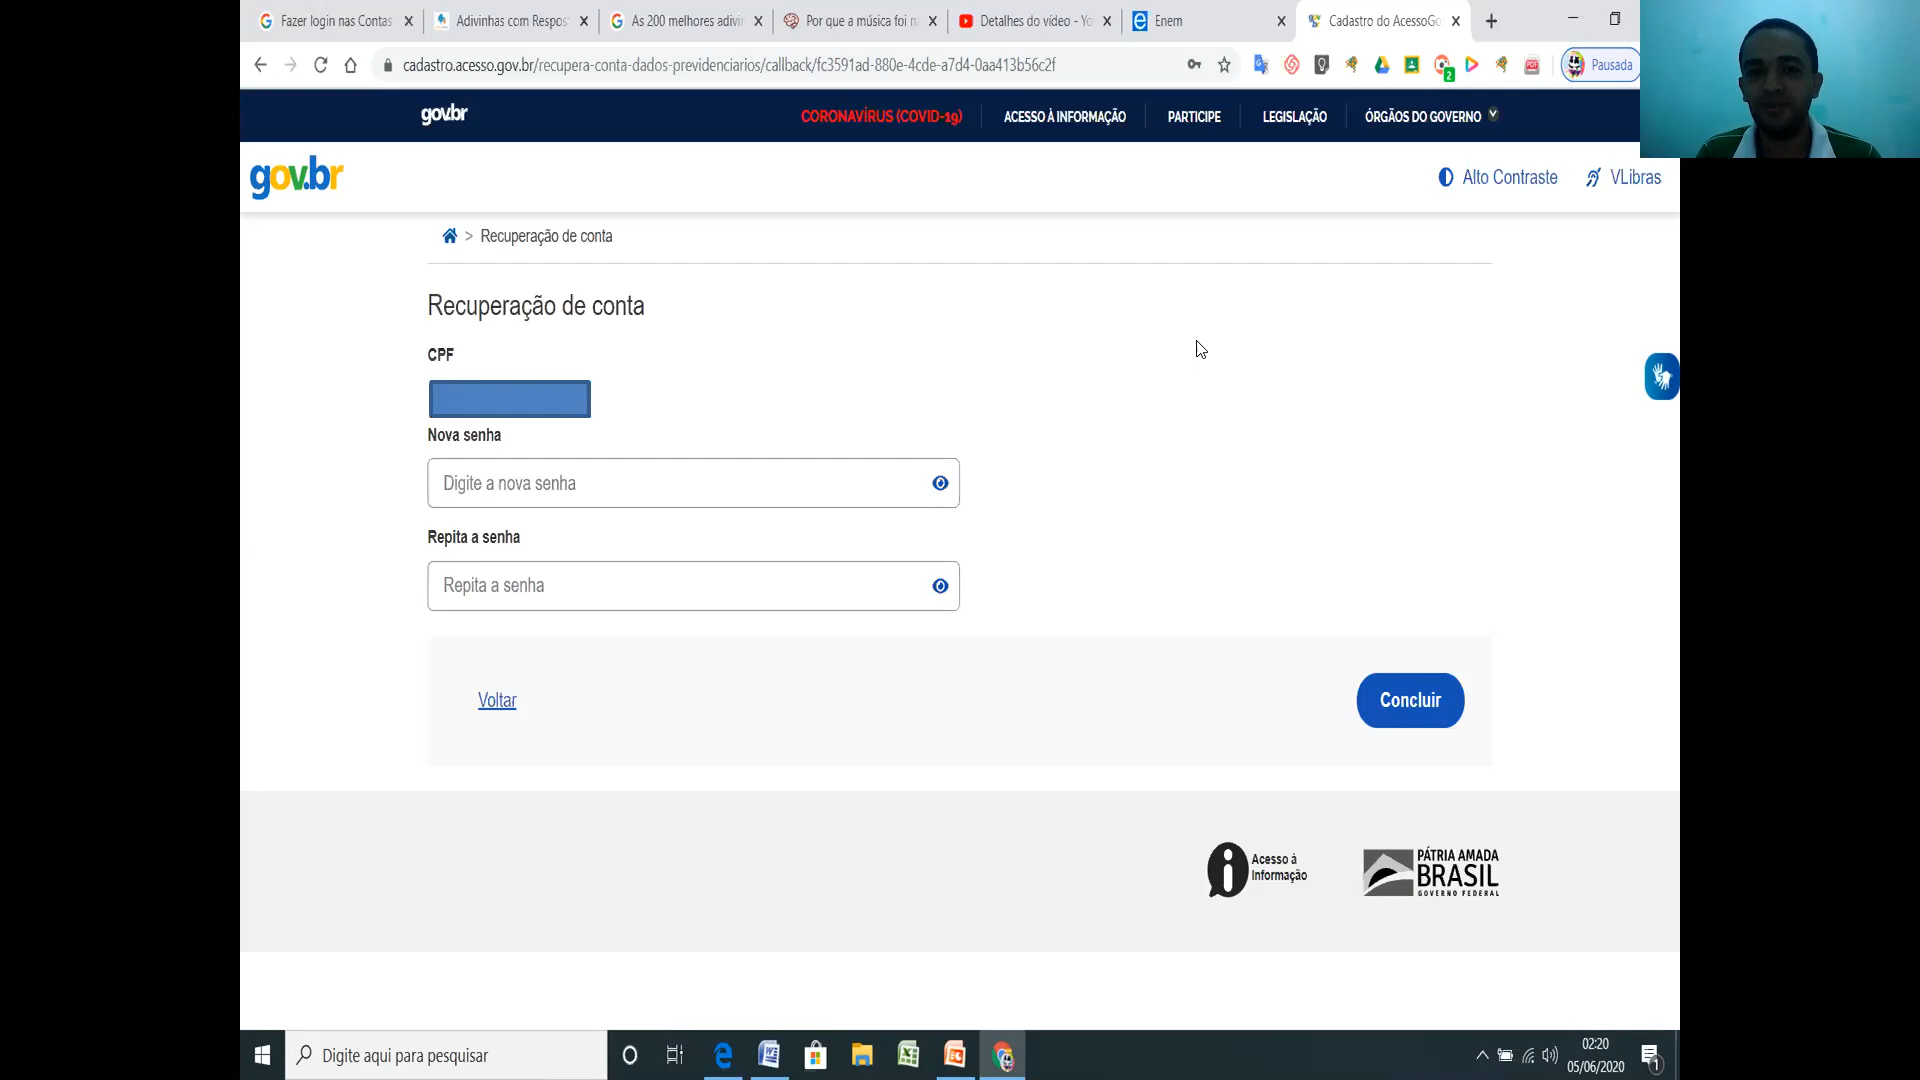 Fazer login nas Contas
Adivinhas com Respos
As 200 melhores adivi
Por que a música foi n
Detalhes do vídeo - Yo
Enem
Cadastro do AcessoGo
cadastro.acesso.gov.br/recupera-conta-dados-previdenciarios/callback/fc3591ad-880e-4cde-a7d4-0aa413b56c2f
2
PDF
Pausada
gov.br
CORONAVÍRUS (COVID-19)
ACESSO À INFORMAÇÃO
PARTICIPE
LEGISLAÇÃO
ÓRGÃOS DO GOVERNO
gov.br
Alto Contraste
VLibras
> Recuperação de conta
Recuperação de conta
CPF
Nova senha
Digite a nova senha
Repita a senha
Repita a senha
Voltar
Concluir
Acesso à
Informação
PÁTRIA AMADA
BRASIL
GOVERNO FEDERAL
Digite aqui para pesquisar
02:20
05/06/2020
1